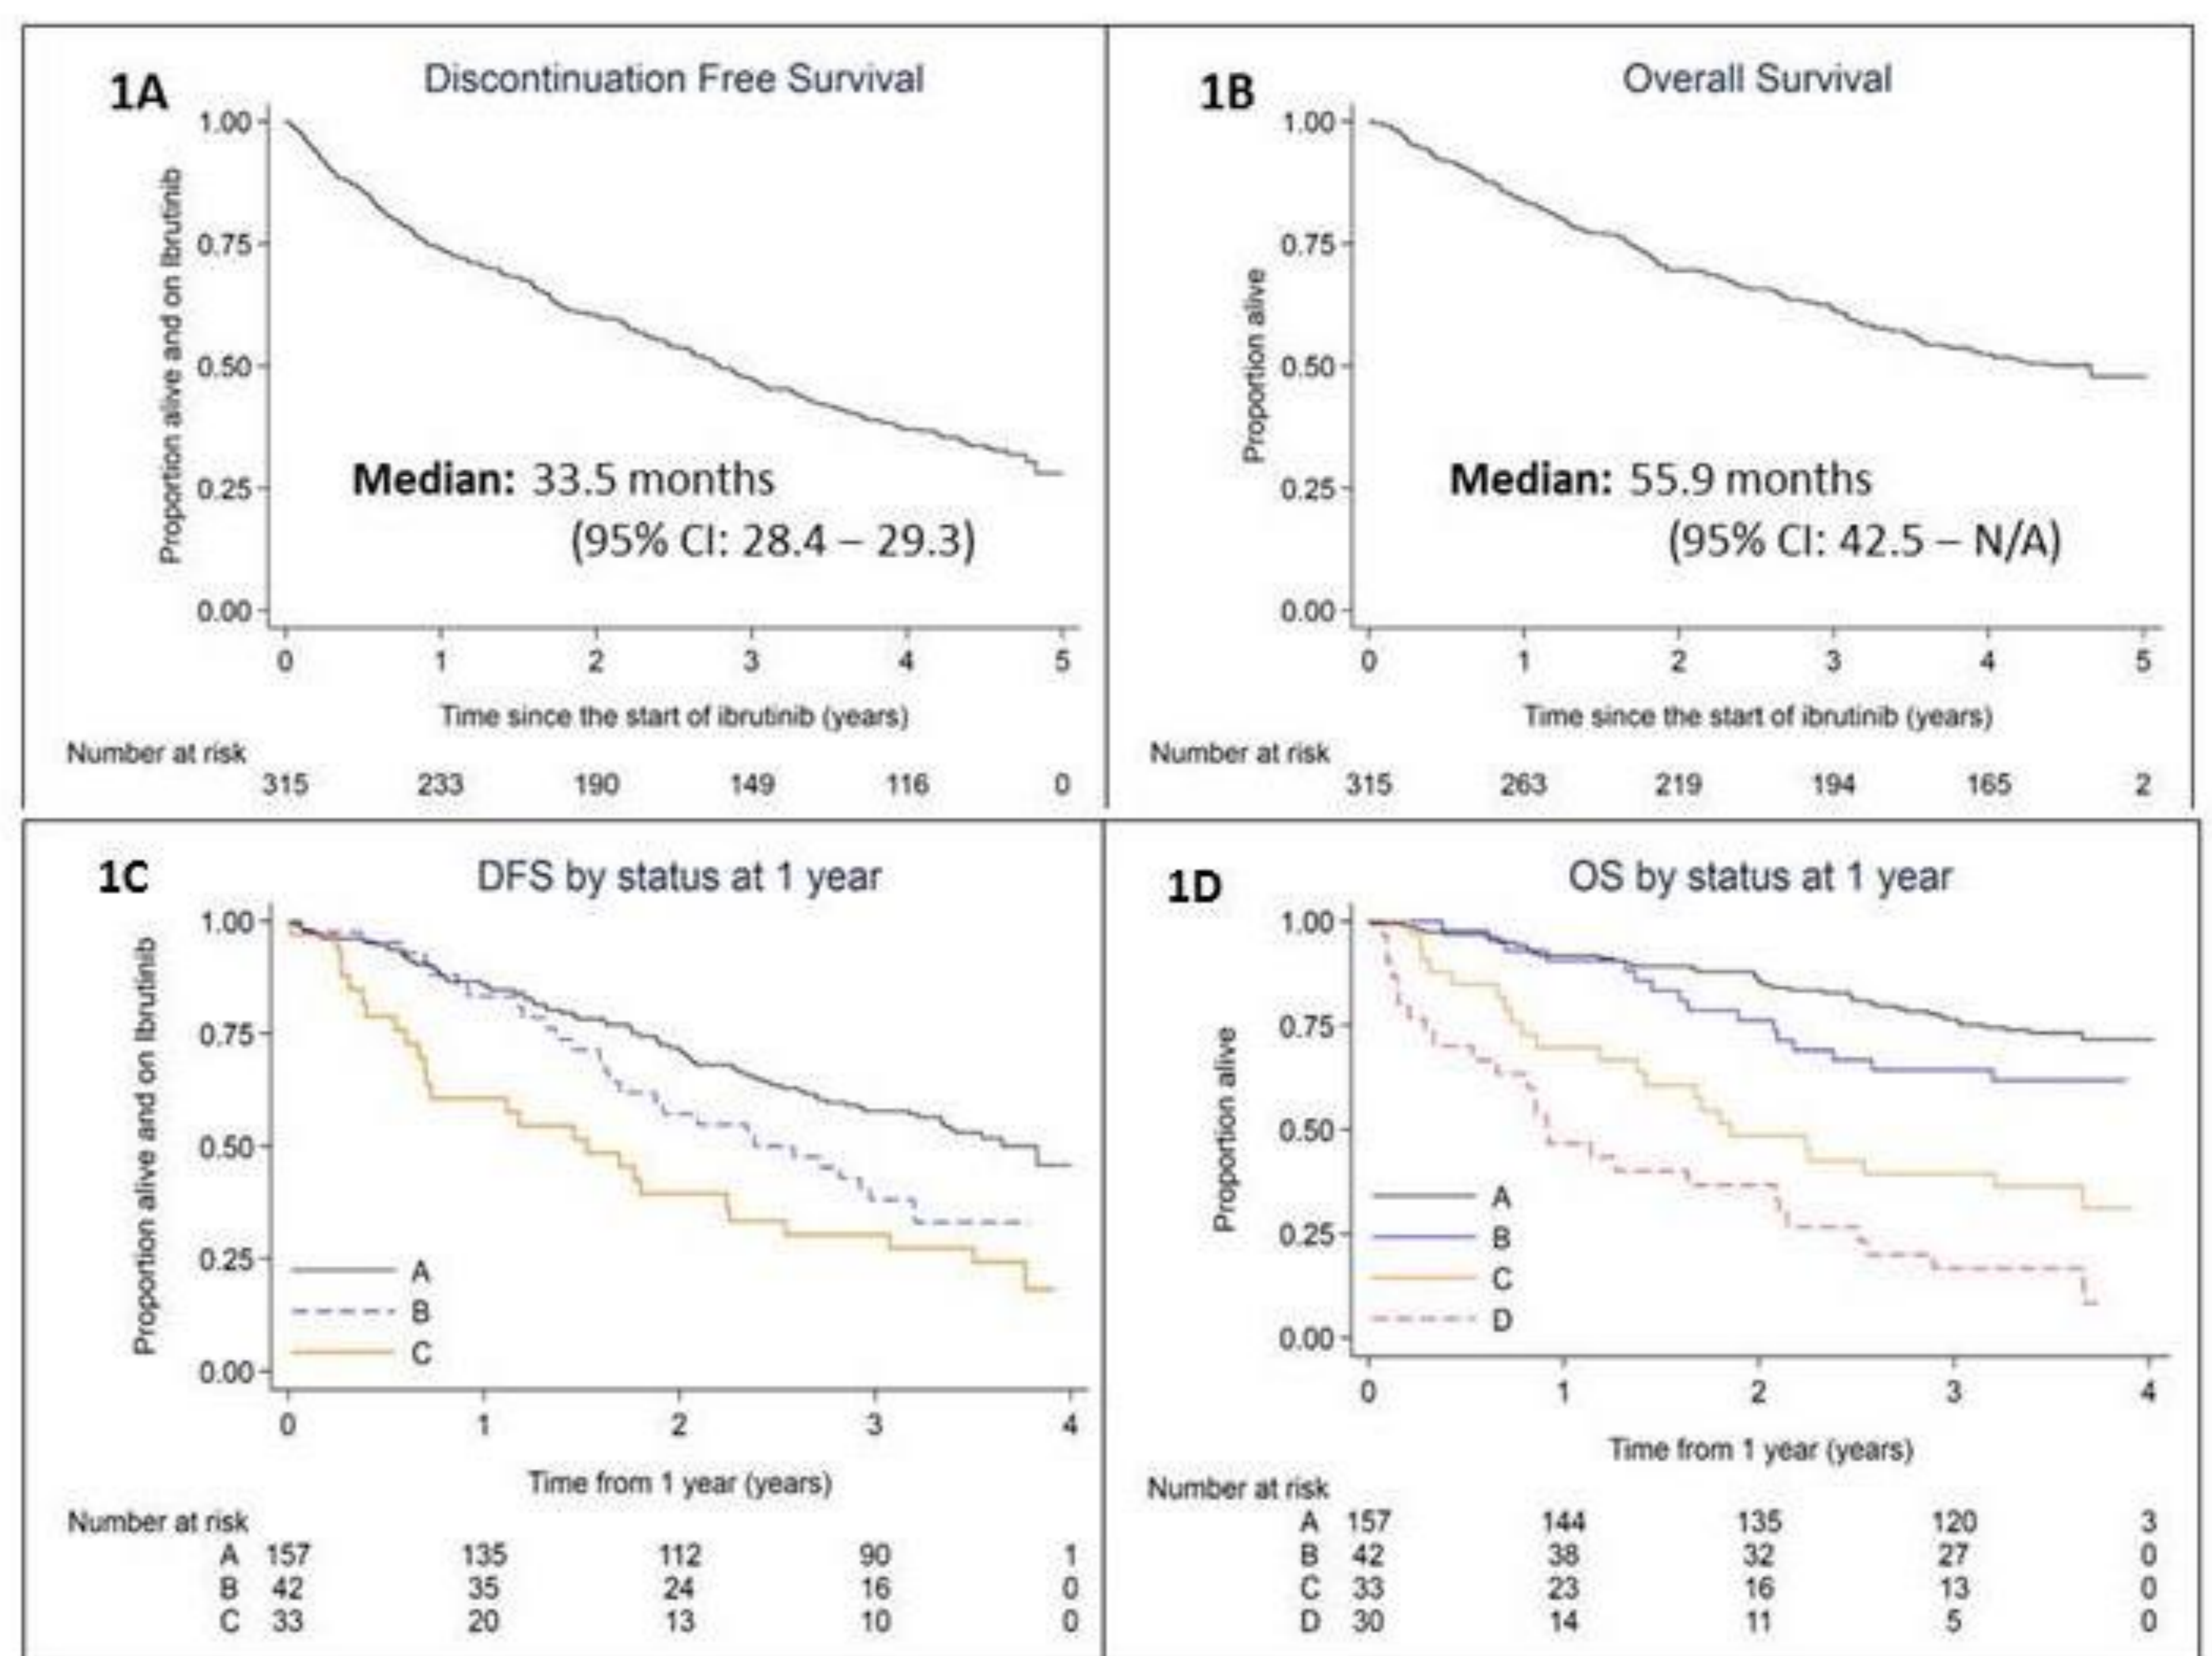 1A
Discontinuation Free Survival
Proportion alive and on Ibrutinib
1.00
0.75
0.50
0.25
0.00
Median: 33.5 months
(95% CI: 28.4 – 29.3)
0 1 2 3 4 5
Time since the start of ibrutinib (years)
Number at risk
315 233 190 149 116 0
1B
Overall Survival
Proportion alive
1.00
0.75
0.50
0.25
0.00
Median: 55.9 months
(95% CI: 42.5 – N/A)
0 1 2 3 4 5
Time since the start of ibrutinib (years)
Number at risk
315 263 219 194 165 2
1C
DFS by status at 1 year
Proportion alive and on Ibrutinib
1.00
0.75
0.50
0.25
0.00
A
B
C
0 1 2 3 4
Time from 1 year (years)
Number at risk
A 157 135 112 90 1
B 42 35 24 16 0
C 33 20 13 10 0
1D
OS by status at 1 year
Proportion alive
1.00
0.75
0.50
0.25
0.00
A
B
C
D
0 1 2 3 4
Time from 1 year (years)
Number at risk
A 157 144 135 120 3
B 42 38 32 27 0
C 33 23 16 13 0
D 30 14 11 5 0